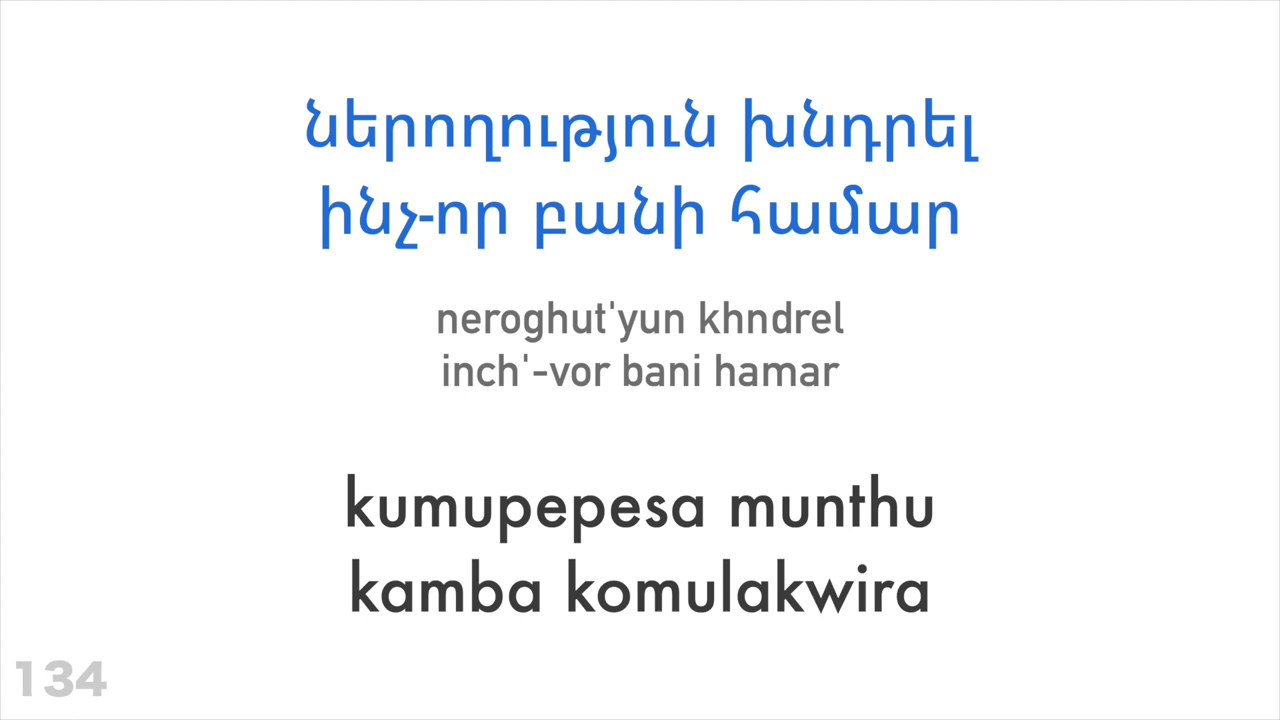 ներողություն խնդրել
ինչ-որ բանի համար
neroghut'yun khndrel
inch'-vor bani hamar
kumupepesa munthu
kamba komulakwira
134